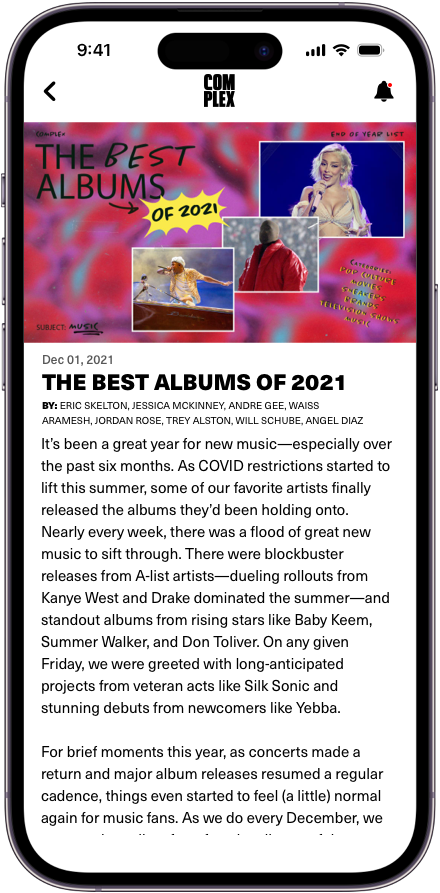 9:41
COM
PLEX
COMPLEX
END OF YEAR LIST
THE BEST
ALBUMS
OF 2021
CATEGORIES:
POP CULTURE
MOVIES
SNEAKERS
BRANDS
TELEVISION SHOWS
MUSIC
SUBJECT: MUSIC
Dec 01, 2021
THE BEST ALBUMS OF 2021
BY: ERIC SKELTON, JESSICA MCKINNEY, ANDRE GEE, WAISS
ARAMESH, JORDAN ROSE, TREY ALSTON, WILL SCHUBE, ANGEL DIAZ
It’s been a great year for new music—especially over
the past six months. As COVID restrictions started to
lift this summer, some of our favorite artists finally
released the albums they’d been holding onto.
Nearly every week, there was a flood of great new
music to sift through. There were blockbuster
releases from A-list artists—dueling rollouts from
Kanye West and Drake dominated the summer—and
standout albums from rising stars like Baby Keem,
Summer Walker, and Don Toliver. On any given
Friday, we were greeted with long-anticipated
projects from veteran acts like Silk Sonic and
stunning debuts from newcomers like Yebba.
For brief moments this year, as concerts made a
return and major album releases resumed a regular
cadence, things even started to feel (a little) normal
again for music fans. As we do every December, we